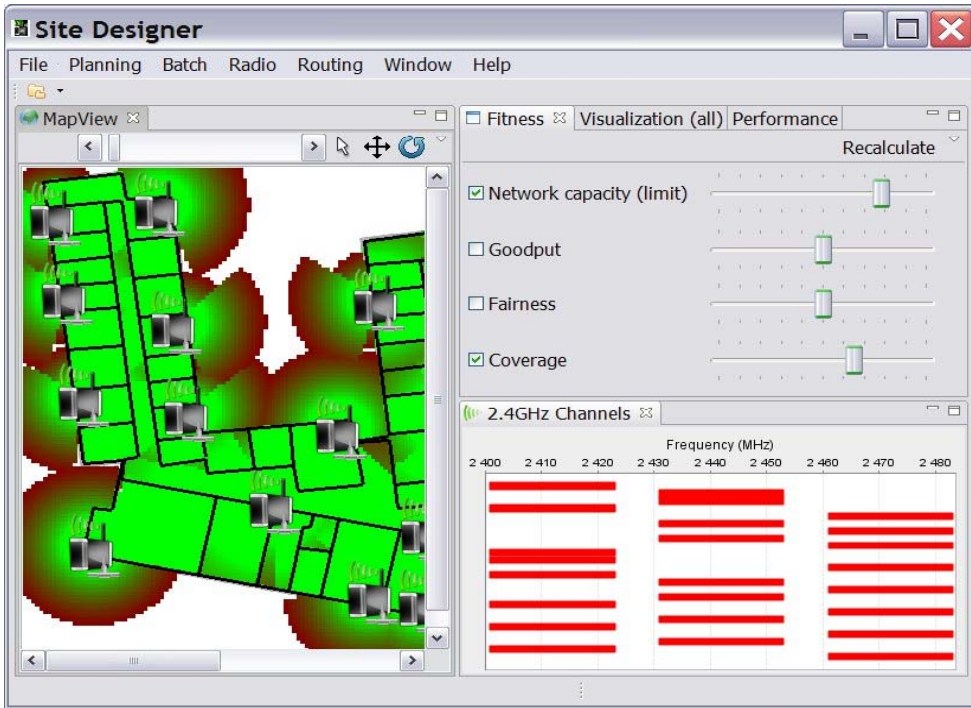 Site Designer
File Planning Batch Radio Routing Window Help
MapView
Fitness Visualization (all) Performance
Recalculate
Network capacity (limit)
Goodput
Fairness
Coverage
2.4GHz Channels
Frequency (MHz)
2 400 2 410 2 420 2 430 2 440 2 450 2 460 2 470 2 480